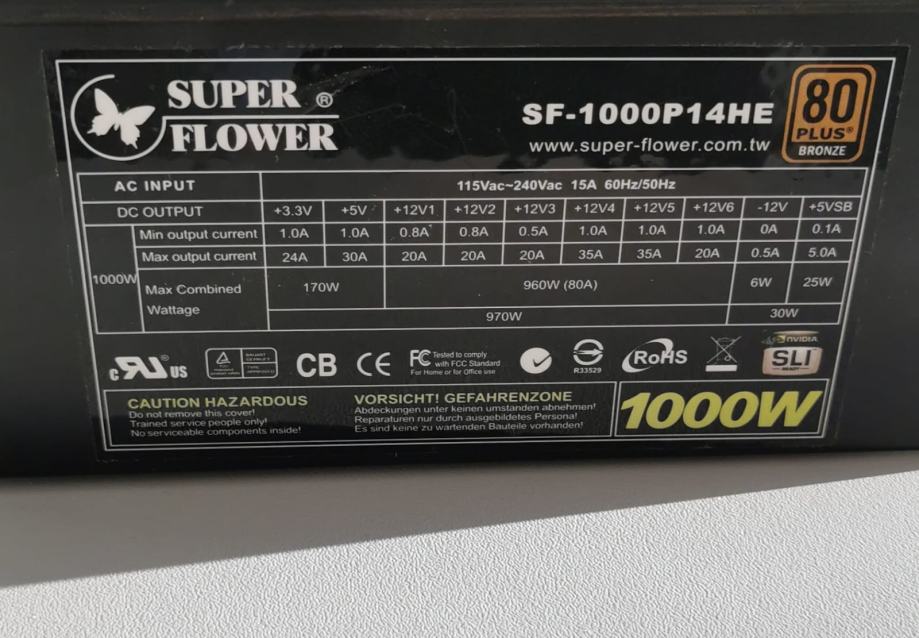 SUPER ®
FLOWER
SF-1000P14HE
www.super-flower.com.tw
80
PLUS®
BRONZE
AC INPUT 115Vac~240Vac 15A 60Hz/50Hz
DC OUTPUT +3.3V +5V +12V1 +12V2 +12V3 +12V4 +12V5 +12V6 -12V +5VSB
1000W
Min output current 1.0A 1.0A 0.8A 0.8A 0.5A 1.0A 1.0A 1.0A 0A 0.1A
Max output current 24A 30A 20A 20A 20A 35A 35A 20A 0.5A 5.0A
Max Combined Wattage 170W 960W (80A) 6W 25W
970W 30W
c RU US
CB
CE
FC Tested to comply
with FCC Standard
For Home or for Office use
R33529
RoHS
NVIDIA
SLI
READY
CAUTION HAZARDOUS
Do not remove this cover!
Trained service people only!
No serviceable components inside!
VORSICHT! GEFAHRENZONE
Abdeckungen unter keinen umstanden abnehmen!
Reparaturen nur durch ausgebildetes Personal
Es sind keine zu wartenden Bauteile vorhanden!
1000W